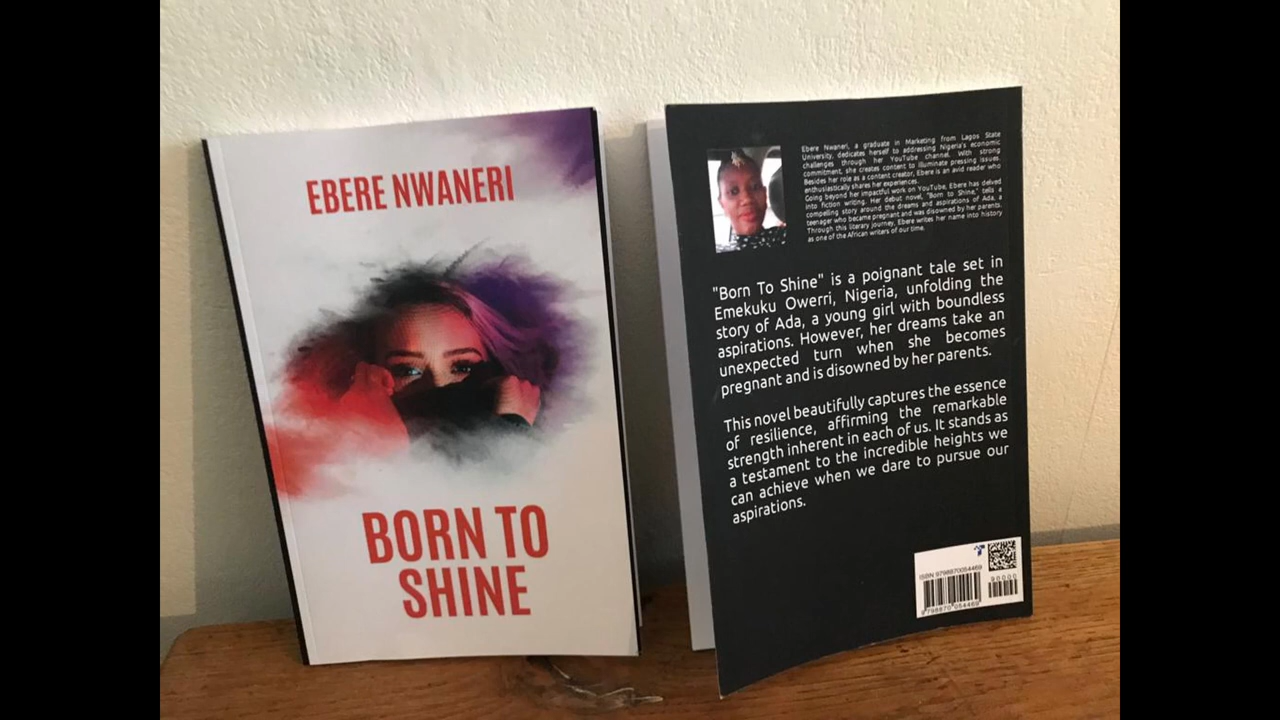 EBERE NWANERI
BORN TO
SHINE
Ebere Nwaneri, a graduate in Marketing from Lagos State
University, dedicates herself to addressing Nigeria's economic
challenges through her YouTube channel. With strong
commitment, she creates content to illuminate pressing issues.
Besides her role as a content creator, Ebere is an avid reader who
enthusiastically shares her experiences.
Going beyond her impactful work on YouTube, Ebere has delved
into fiction writing. Her debut novel, "Born to Shine," tells a
compelling story around the dreams and aspirations of Ada, a
teenager who became pregnant and was disowned by her parents.
Through this literary journey, Ebere writes her name into history
as one of the African writers of our time.
"Born To Shine" is a poignant tale set in
Emekuku Owerri, Nigeria, unfolding the
story of Ada, a young girl with boundless
aspirations. However, her dreams take an
unexpected turn when she becomes
pregnant and is disowned by her parents.
This novel beautifully captures the essence
of resilience, affirming the remarkable
strength inherent in each of us. It stands as
a testament to the incredible heights we
can achieve when we dare to pursue our
aspirations.
ISBN 9798870054469
90000
9 798870 054469